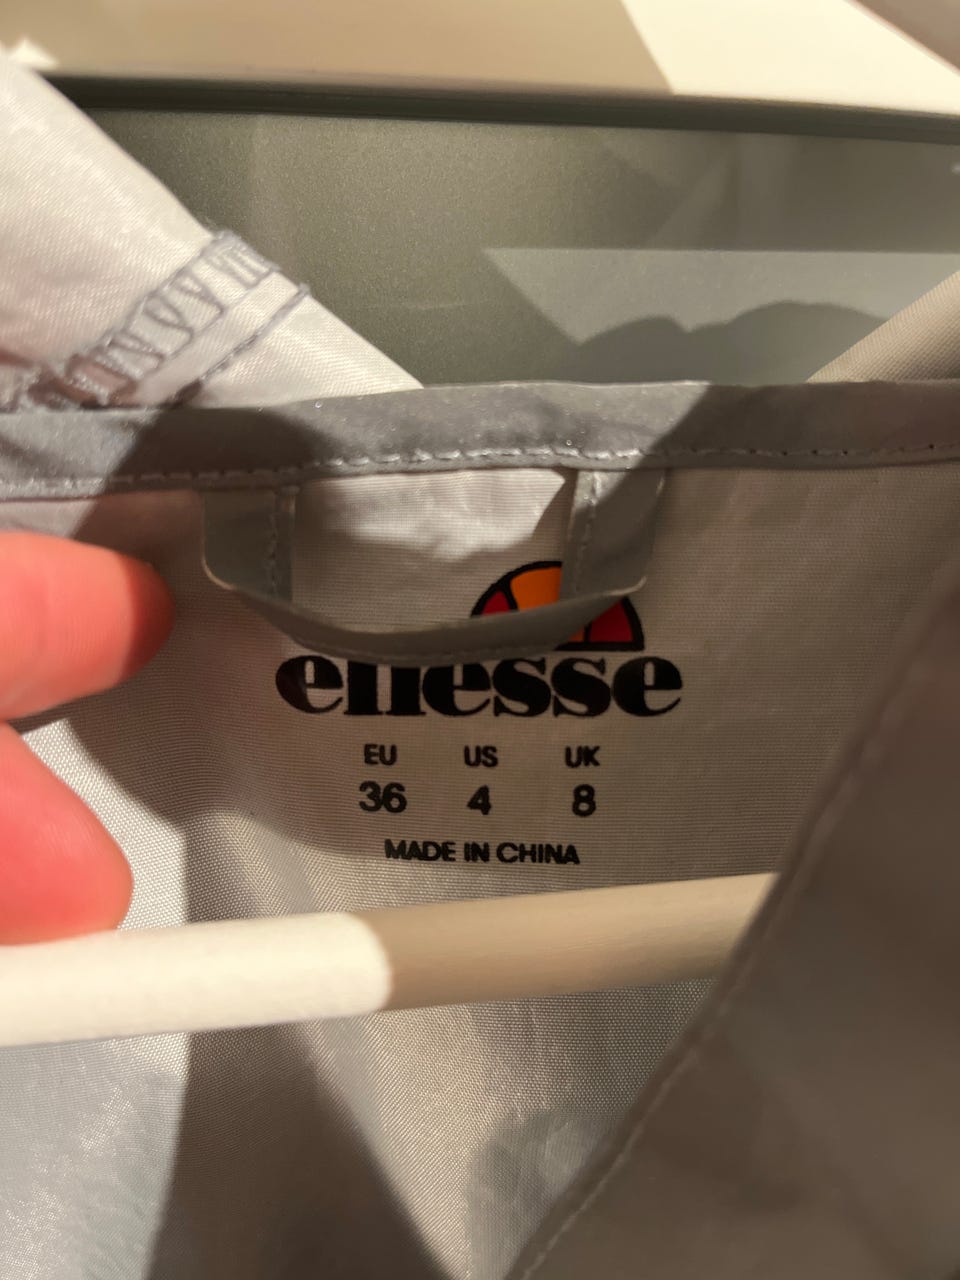 ellesse
EU US UK
36 4 8
MADE IN CHINA